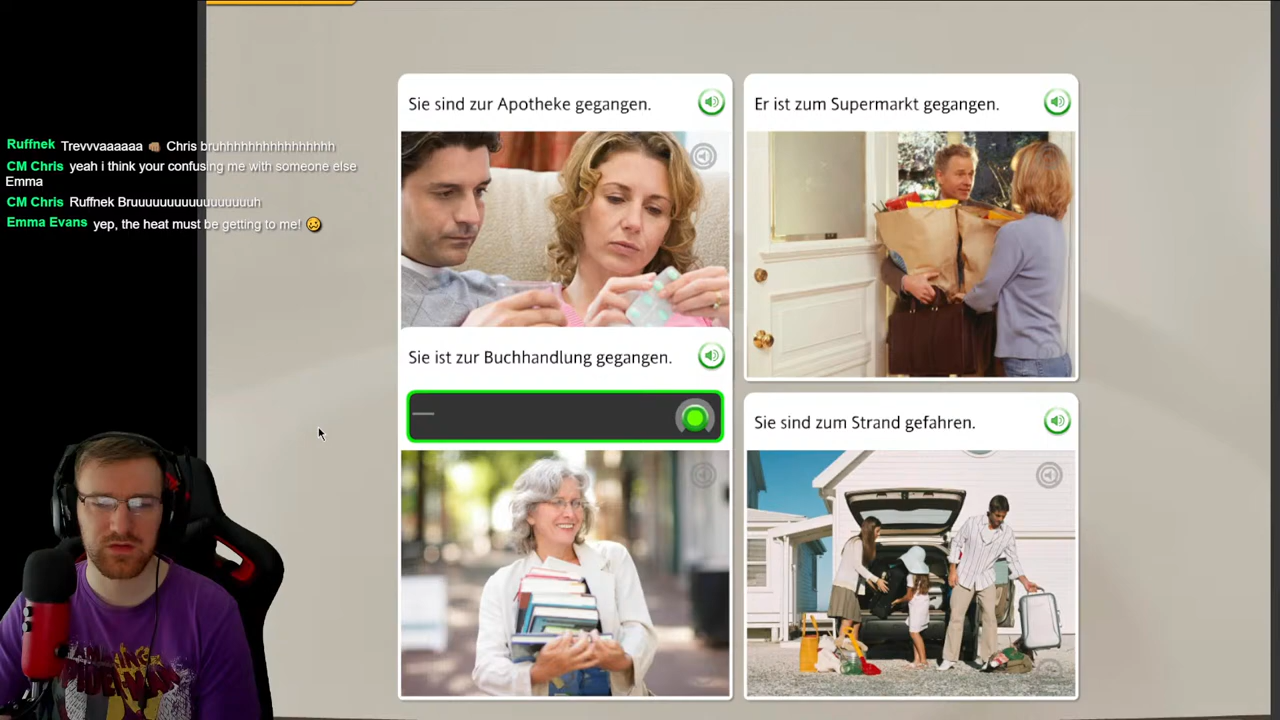 Sie sind zur Apotheke gegangen.
Er ist zum Supermarkt gegangen.
Sie ist zur Buchhandlung gegangen.
Sie sind zum Strand gefahren.
Ruffnek Trevvvaaaaaa 👊🏽 Chris bruhhhhhhhhhhhhhhhhh
CM Chris yeah i think your confusing me with someone else
Emma
CM Chris Ruffnek Bruuuuuuuuuuuuuuuuuh
Emma Evans yep, the heat must be getting to me! 🥴